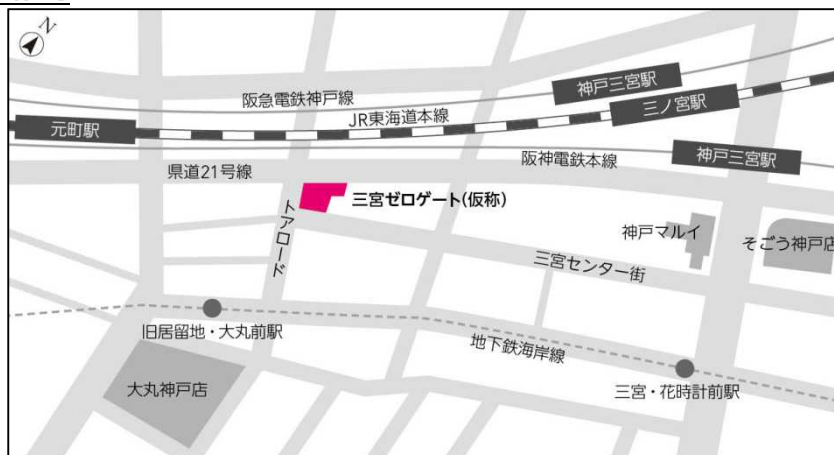 N
神戸三宮駅
阪急電鉄神戸線
三ノ宮駅
JR東海道本線
元町駅
神戸三宮駅
阪神電鉄本線
県道21号線
三宮ゼロゲート(仮称)
トアロード
神戸マルイ
そごう神戸店
三宮センター街
旧居留地・大丸前駅
地下鉄海岸線
大丸神戸店
三宮・花時計前駅